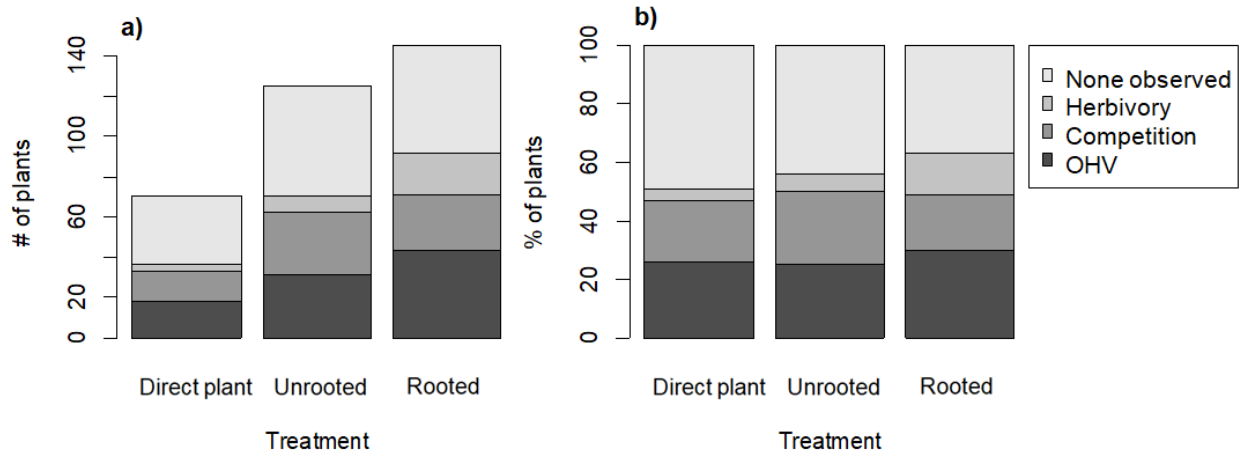 a)
# of plants
140
100
60
20
0
Direct plant
Unrooted
Rooted
Treatment
b)
% of plants
100
80
60
40
20
0
Direct plant
Unrooted
Rooted
Treatment
None observed
Herbivory
Competition
OHV